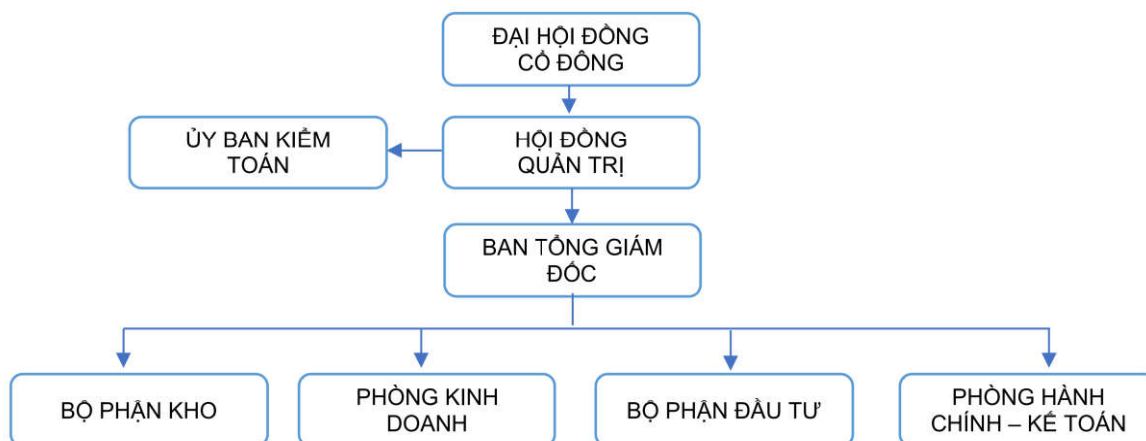 ĐẠI HỘI ĐỒNG
CỔ ĐÔNG
ỦY BAN KIỂM
TOÁN
HỘI ĐỒNG
QUẢN TRỊ
BAN TỔNG GIÁM
ĐỐC
BỘ PHẬN KHO
PHÒNG KINH
DOANH
BỘ PHẬN ĐẦU TƯ
PHÒNG HÀNH
CHÍNH – KẾ TOÁN